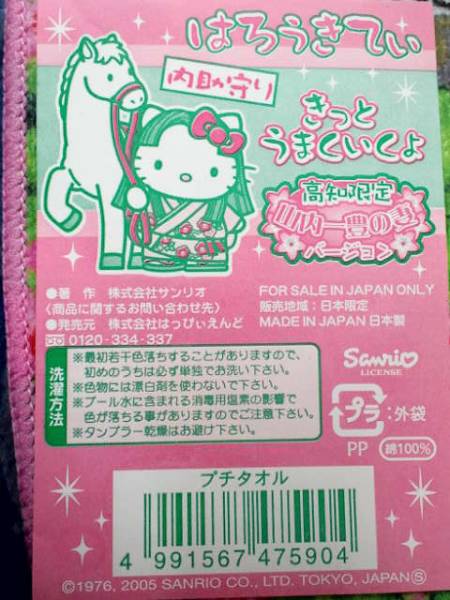 はろうきてぃ
内助守り
きっと
うまくいくよ
高知限定
山内一豊の妻
バージョン
●著　作　株式会社サンリオ
(商品に関するお問い合わせ先)
●発売元　株式会社はっぴぃえんど
0120-334-337
FOR SALE IN JAPAN ONLY
販売地域：日本限定
MADE IN JAPAN 日本製
洗濯方法
※最初若干色落ちすることがありますので、
初めのうちは必ず単独でお洗い下さい。
※色物には漂白剤を使わないで下さい。
※プール水に含まれる消毒用塩素の影響で
色が落ちる事がありますのでご注意下さい。
※タンブラー乾燥はお避け下さい。
Sanrio
LICENSE
プラ：外袋
PP 綿100%
プチタオル
4 991567 475904
©1976, 2005 SANRIO CO., LTD. TOKYO, JAPAN Ⓢ